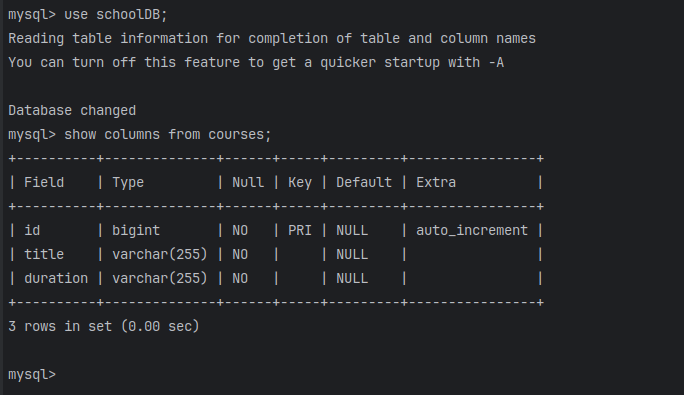 mysql> use schoolDB;
Reading table information for completion of table and column names
You can turn off this feature to get a quicker startup with -A

Database changed
mysql> show columns from courses;
+----------+--------------+------+-----+---------+----------------+
| Field    | Type         | Null | Key | Default | Extra          |
+----------+--------------+------+-----+---------+----------------+
| id       | bigint       | NO   | PRI | NULL    | auto_increment |
| title    | varchar(255) | NO   |     | NULL    |                |
| duration | varchar(255) | NO   |     | NULL    |                |
+----------+--------------+------+-----+---------+----------------+
3 rows in set (0.00 sec)

mysql>